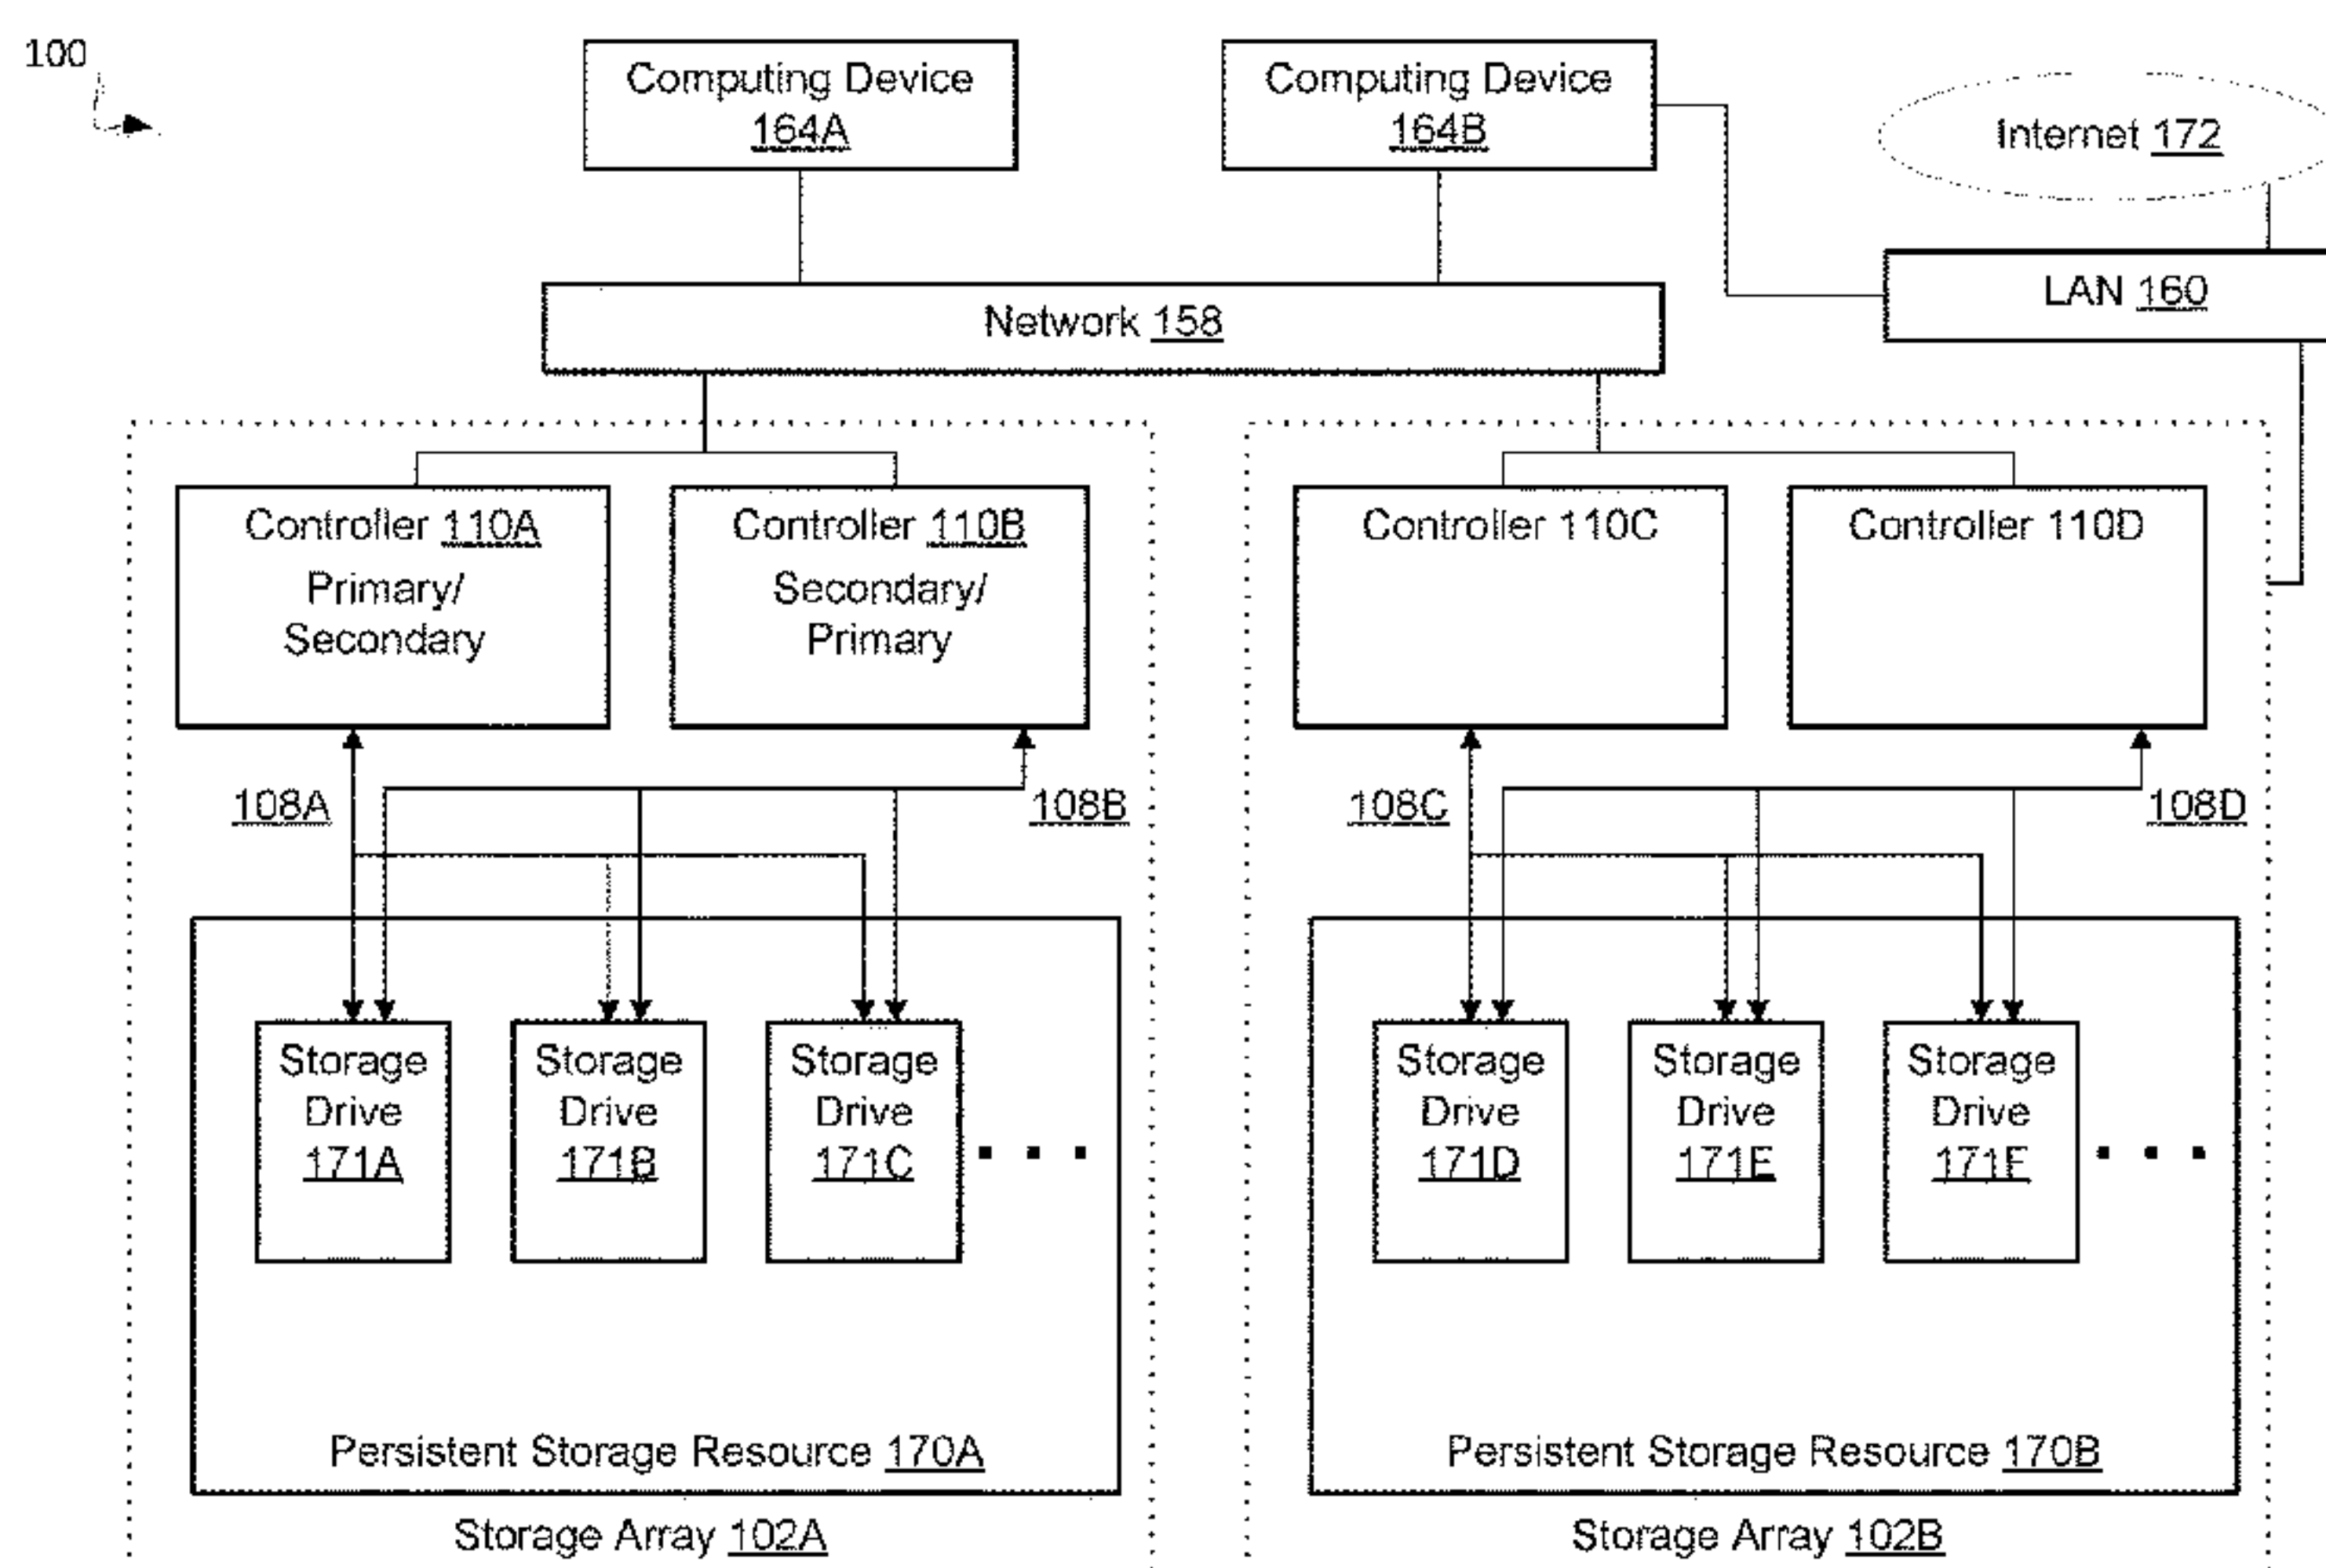 100
Computing Device
164A
Computing Device
164B
Internet 172
LAN 160
Network 158
Controller 110A
Primary/
Secondary
Controller 110B
Secondary/
Primary
Controller 110C
Controller 110D
108A
108B
108C
108D
Storage
Drive
171A
Storage
Drive
171B
Storage
Drive
171C
Storage
Drive
171D
Storage
Drive
171E
Storage
Drive
171F
Persistent Storage Resource 170A
Persistent Storage Resource 170B
Storage Array 102A
Storage Array 102B